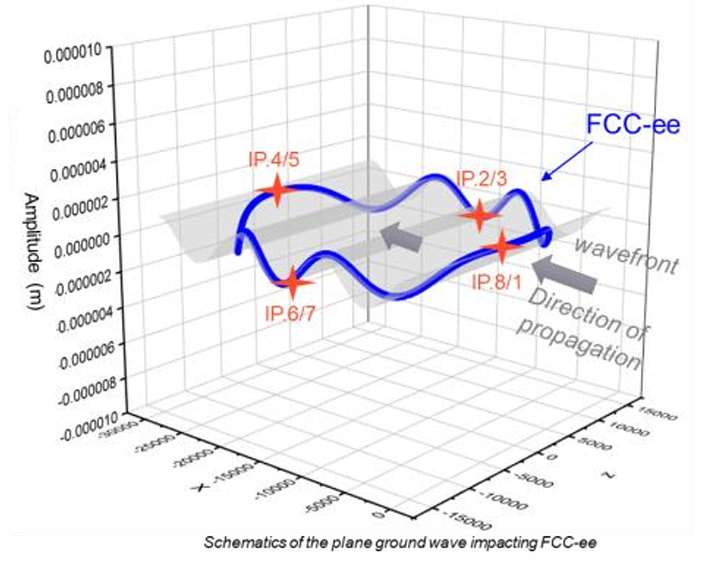 0.000010
0.000008
0.000006
0.000004
0.000002
0.000000
-0.000002
-0.000004
-0.000006
-0.000008
-0.000010
Amplitude (m)
FCC-ee
IP.4/5
IP.2/3
IP.8/1
IP.6/7
wavefront
Direction of
propagation
-30000
-25000
-20000
-15000
-10000
-5000
0
X
15000
10000
5000
0
-5000
-10000
-15000
Z
Schematics of the plane ground wave impacting FCC-ee